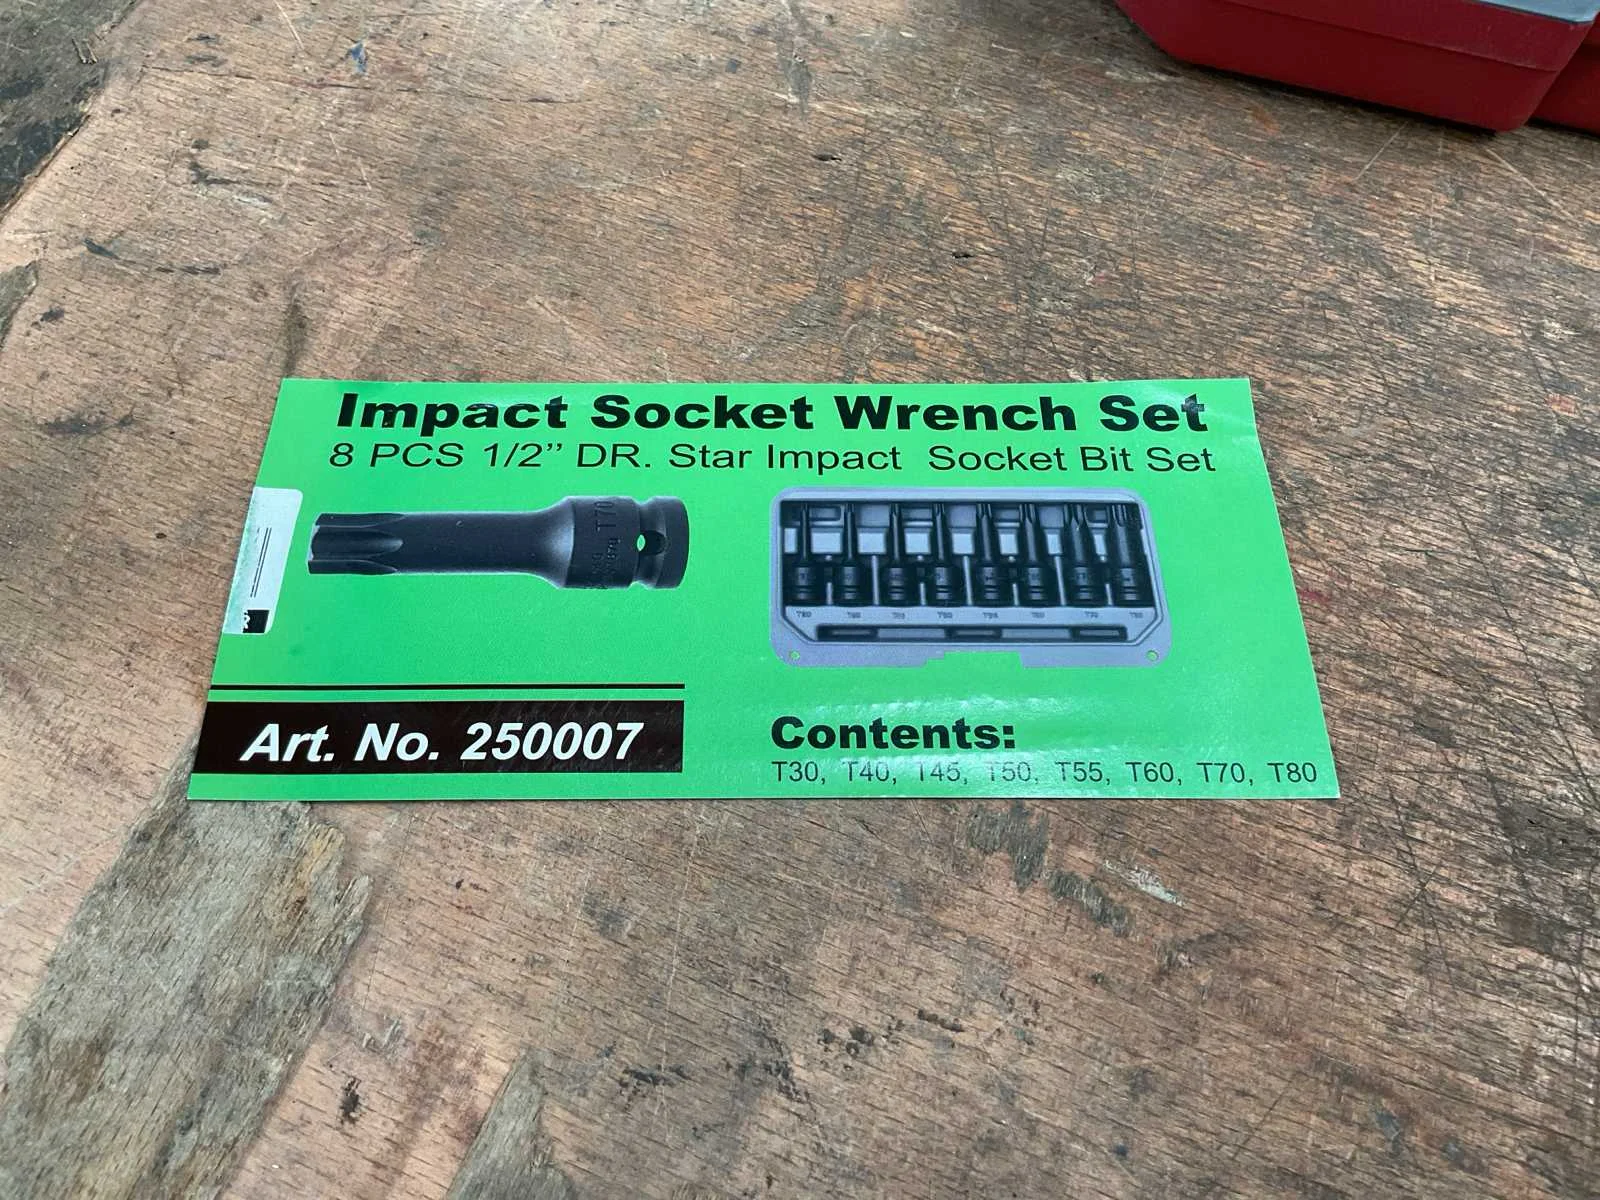 Impact Socket Wrench Set
8 PCS 1/2” DR. Star Impact Socket Bit Set
T70
Art. No. 250007
Contents:
T30, T40, T45, T50, T55, T60, T70, T80